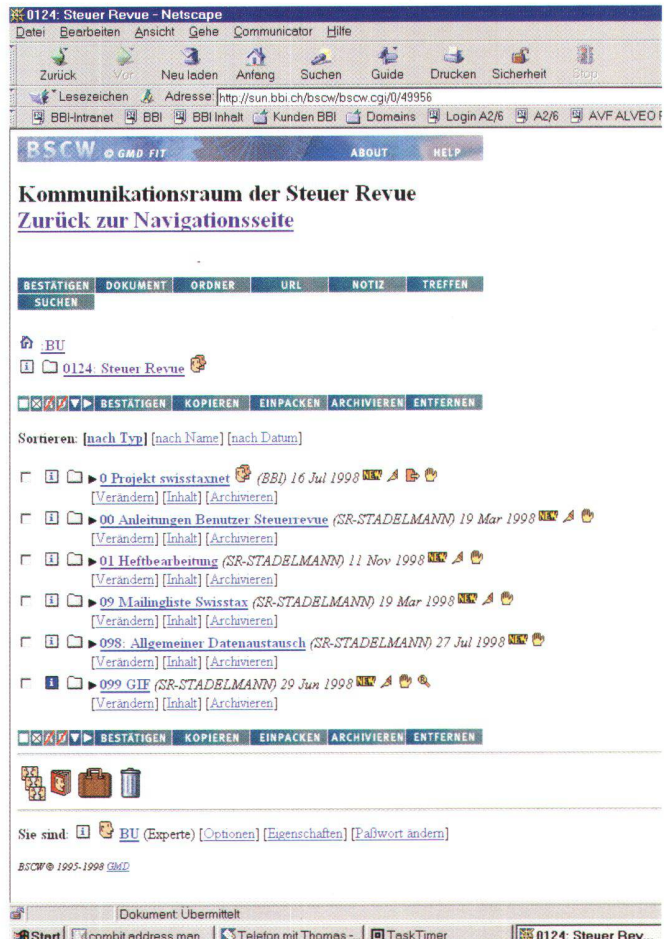 0124: Steuer Revue - Netscape
Datei Bearbeiten Ansicht Gehe Communicator Hilfe
Zurück Vor Neu laden Anfang Suchen Guide Drucken Sicherheit Stop
Lesezeichen Adresse: http://sun.bbi.ch/bscw/bscw.cgi/0/49956
BBI-Intranet BBI BBI Inhalt Kunden BBI Domains Login A2/6 A2/6 AVF ALVEO
BSCW © GMD FIT ABOUT HELP
Kommunikationsraum der Steuer Revue
Zurück zur Navigationsseite
BESTÄTIGEN DOKUMENT ORDNER URL NOTIZ TREFFEN
SUCHEN
:BU
0124: Steuer Revue
BESTÄTIGEN KOPIEREN EINPACKEN ARCHIVIEREN ENTFERNEN
Sortieren: [nach Typ] [nach Name] [nach Datum]
0 Projekt swisstaxnet (BBI) 16 Jul 1998 NEW
[Verändern] [Inhalt] [Archivieren]
00 Anleitungen Benutzer Steuerrevue (SR-STADELMANN) 19 Mar 1998 NEW
[Verändern] [Inhalt] [Archivieren]
01 Heftbearbeitung (SR-STADELMANN) 11 Nov 1998 NEW
[Verändern] [Inhalt] [Archivieren]
09 Mailingliste Swisstax (SR-STADELMANN) 19 Mar 1998 NEW
[Verändern] [Inhalt] [Archivieren]
098: Allgemeiner Datenaustausch (SR-STADELMANN) 27 Jul 1998 NEW
[Verändern] [Inhalt] [Archivieren]
099 GIF (SR-STADELMANN) 29 Jun 1998 NEW
[Verändern] [Inhalt] [Archivieren]
BESTÄTIGEN KOPIEREN EINPACKEN ARCHIVIEREN ENTFERNEN
Sie sind: BU (Experte) [Optionen] [Eigenschaften] [Paßwort ändern]
BSCW © 1995-1998 GMD
Dokument: Übermittelt
Start combit address man... Telefon mit Thomas - TaskTimer 0124: Steuer Rev...